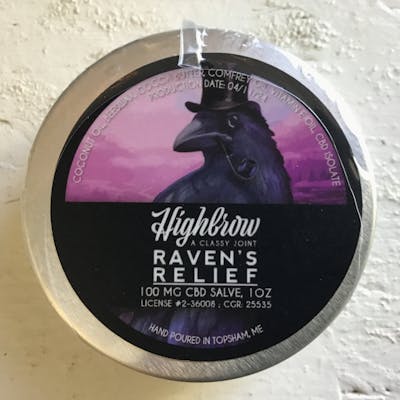 COCONUT OIL, BEESWAX, COCOA BUTTER, COMFREY OIL, VITAMIN E OIL, CBD ISOLATE
PRODUCTION DATE: 04/1
Highbrow
A CLASSY JOINT
RAVEN'S
RELIEF
100 MG CBD SALVE, 1OZ
LICENSE #2-36008 ; CGR: 25535
HAND POURED IN TOPSHAM, ME